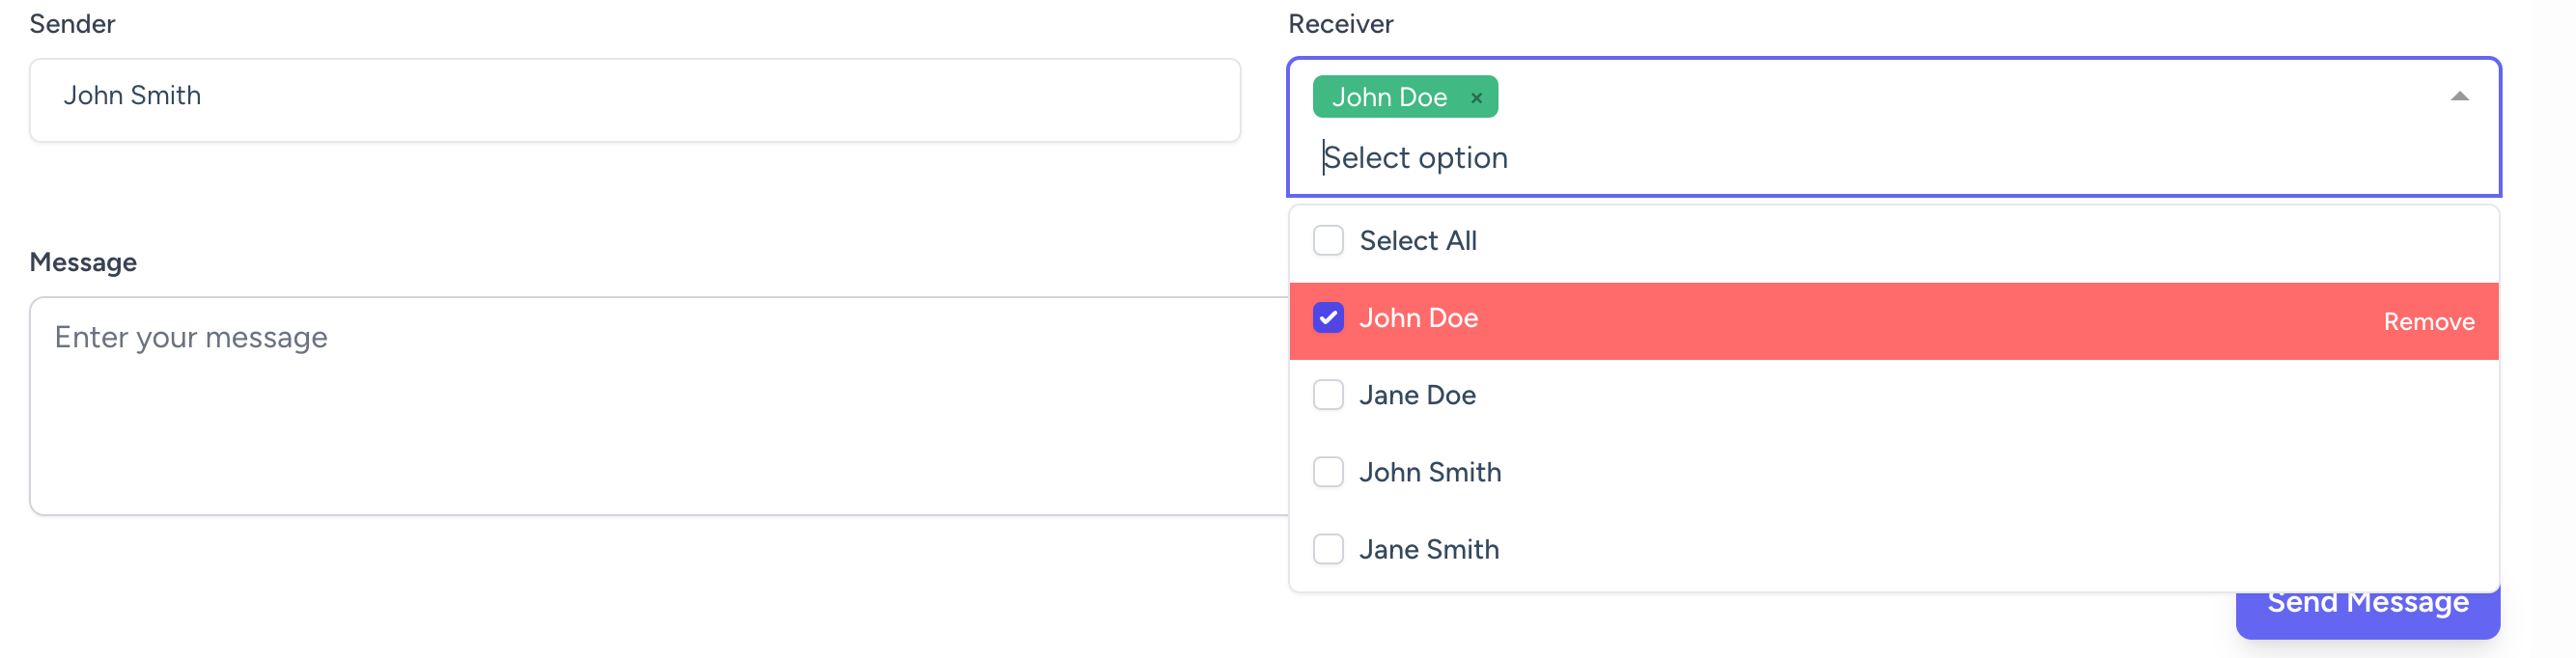 Sender
John Smith
Receiver
John Doe ×
Select option
Select All
John Doe Remove
Jane Doe
John Smith
Jane Smith
Message
Enter your message
Send Message